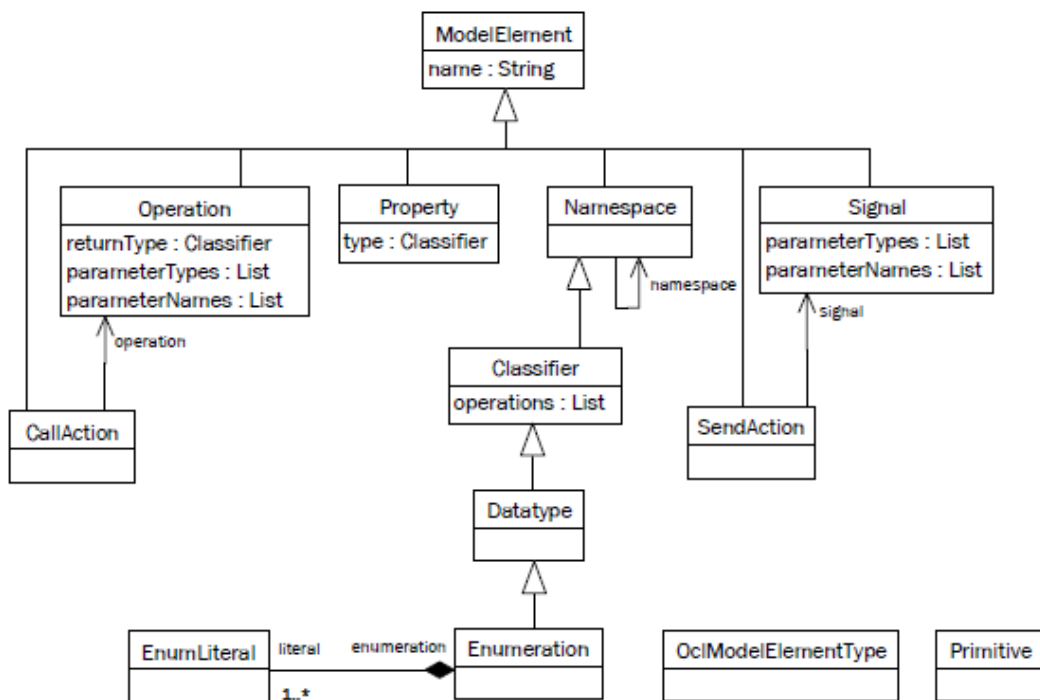 ModelElement
name : String
Operation
returnType : Classifier
parameterTypes : List
parameterNames : List
Property
type : Classifier
Namespace
namespace
Signal
parameterTypes : List
parameterNames : List
operation
signal
Classifier
operations : List
CallAction
SendAction
Datatype
EnumLiteral
literal
enumeration
1..*
Enumeration
OclModelElementType
Primitive